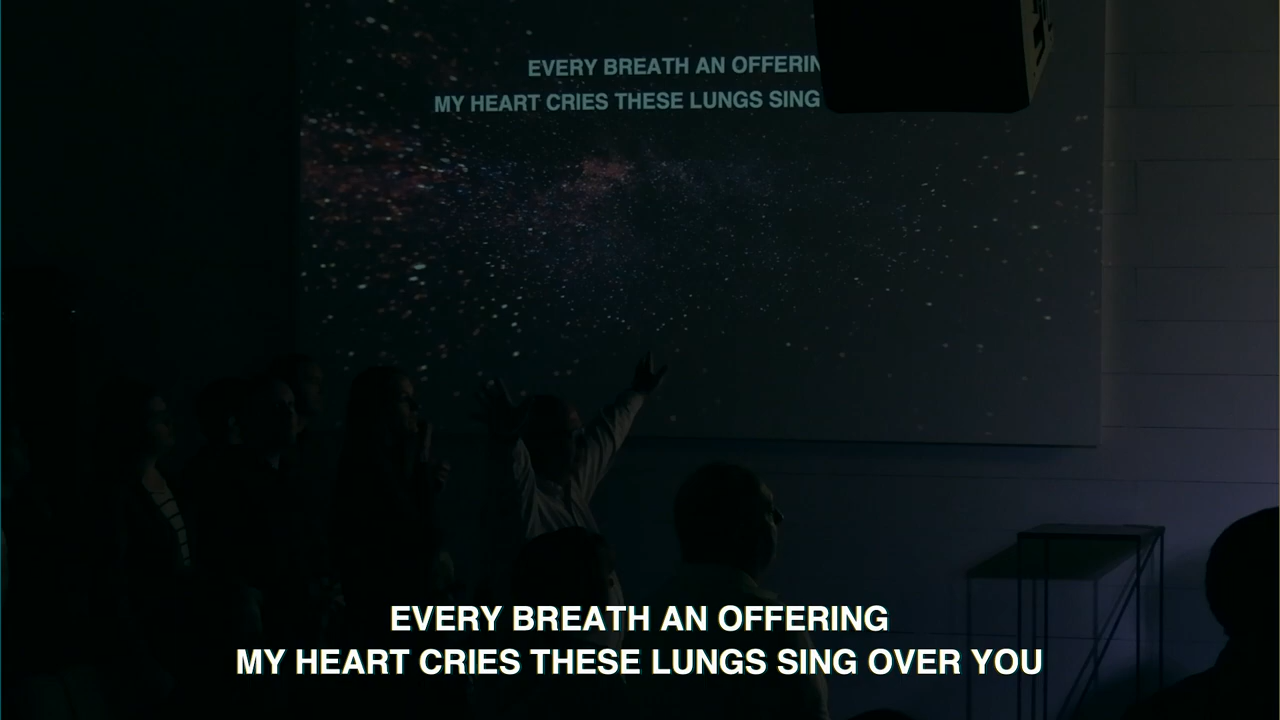 EVERY BREATH AN OFFERIN
MY HEART CRIES THESE LUNGS SING
EVERY BREATH AN OFFERING
MY HEART CRIES THESE LUNGS SING OVER YOU